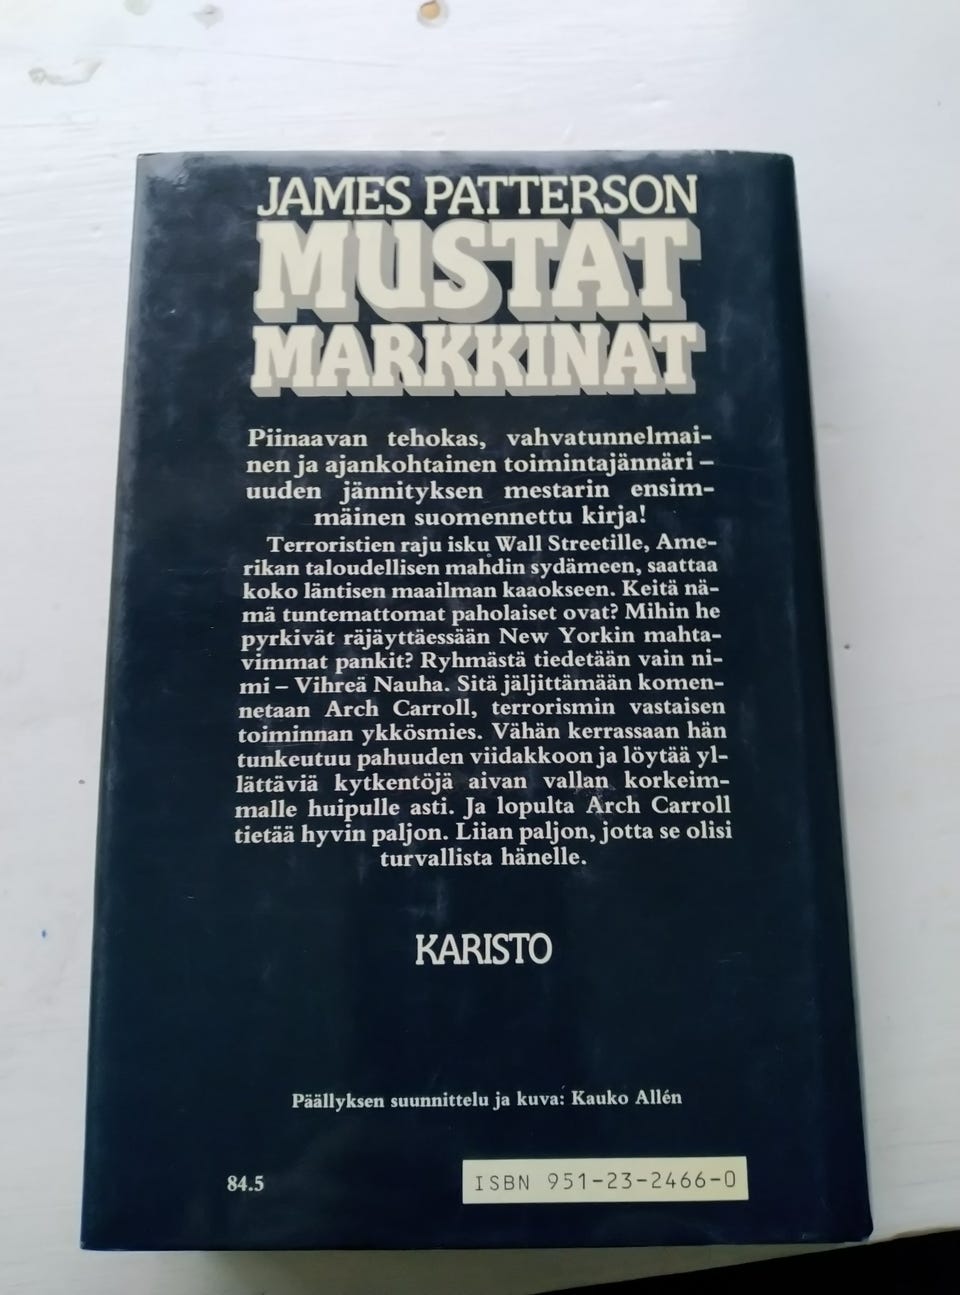 JAMES PATTERSON
MUSTAT
MARKKINAT
Piinaavan tehokas, vahvatunnelmai-
nen ja ajankohtainen toimintajännäri –
uuden jännityksen mestarin ensim-
mäinen suomennettu kirja!
Terroristien raju isku Wall Streetille, Ame-
rikan taloudellisen mahdin sydämeen, saattaa
koko läntisen maailman kaaokseen. Keitä nä-
mä tuntemattomat paholaiset ovat? Mihin he
pyrkivät räjäyttäessään New Yorkin mahta-
vimmat pankit? Ryhmästä tiedetään vain ni-
mi – Vihreä Nauha. Sitä jäljittämään komen-
netaan Arch Carroll, terrorismin vastaisen
toiminnan ykkösmies. Vähän kerrassaan hän
tunkeutuu pahuuden viidakkoon ja löytää yl-
lättäviä kytkentöjä aivan vallan korkeim-
malle huipulle asti. Ja lopulta Arch Carroll
tietää hyvin paljon. Liian paljon, jotta se olisi
turvallista hänelle.
KARISTO
Päällyksen suunnittelu ja kuva: Kauko Allén
84.5
ISBN 951-23-2466-0